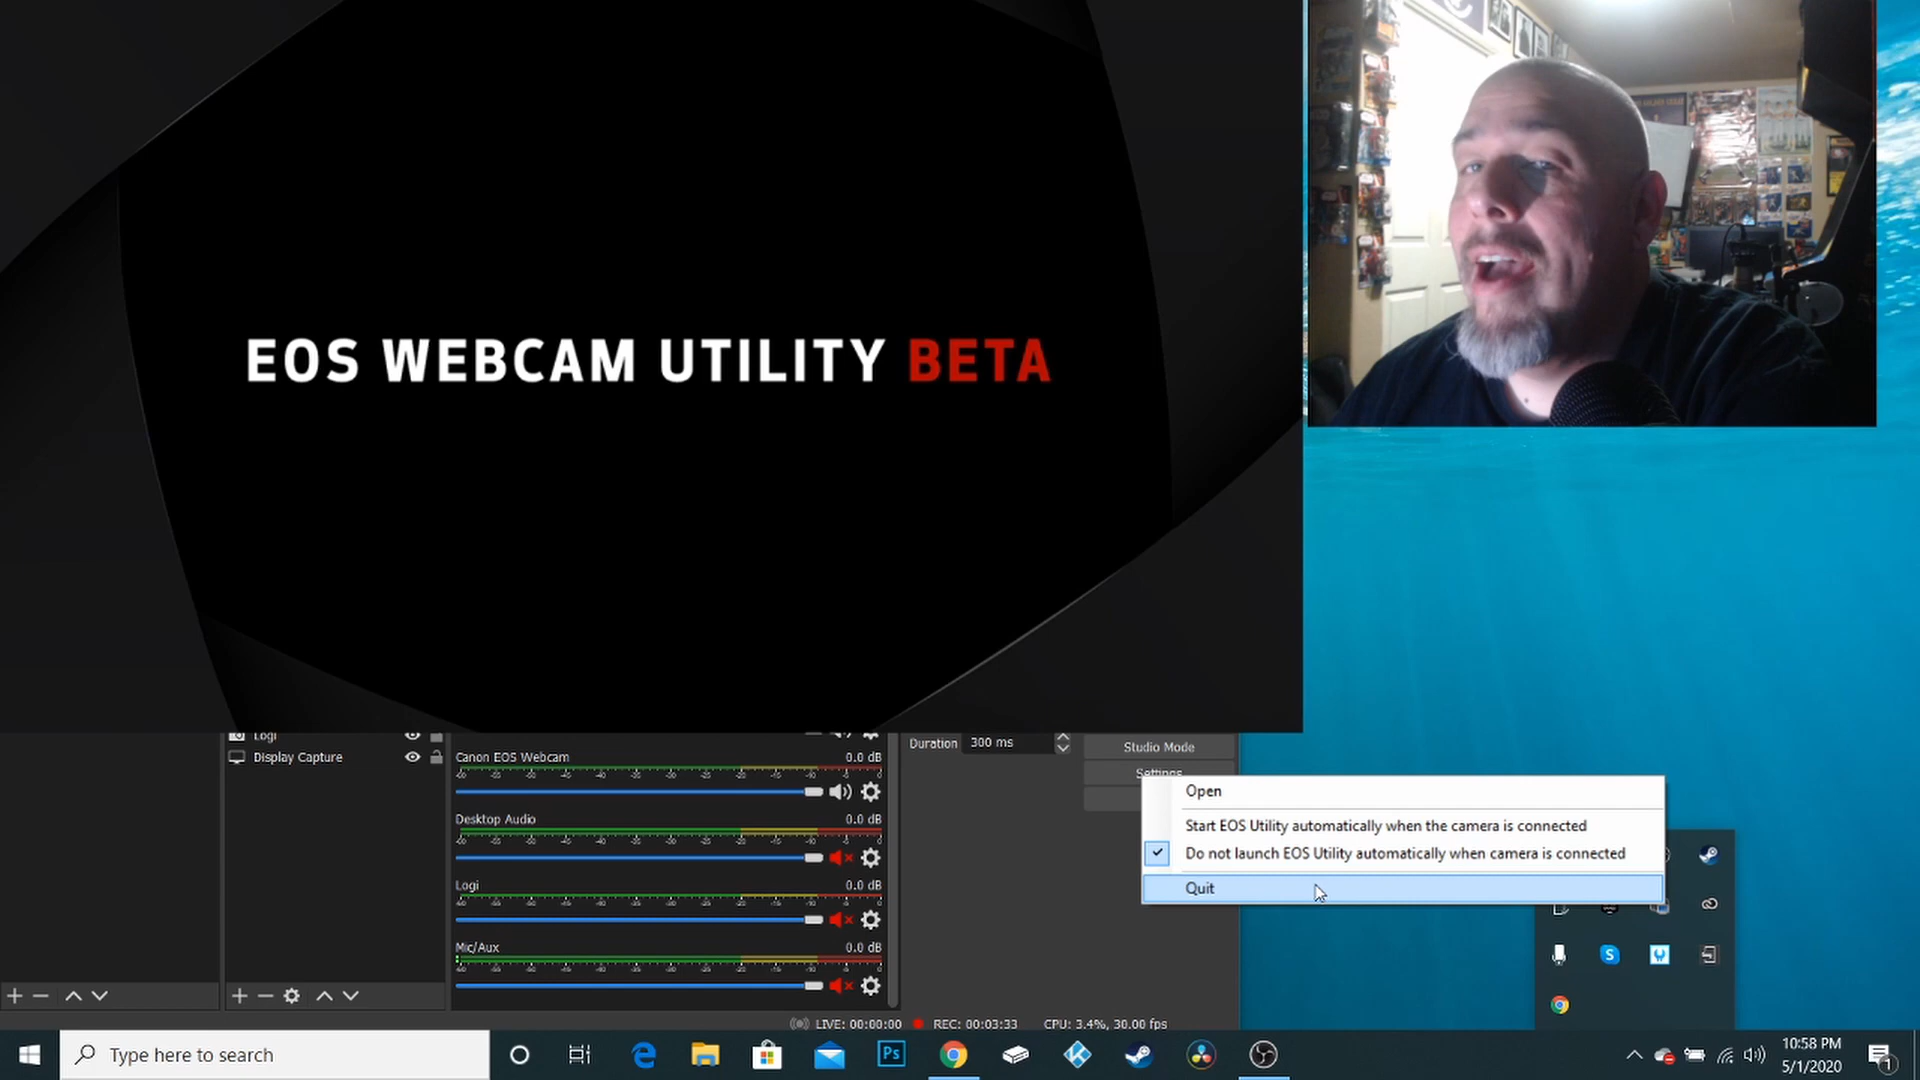 EOS WEBCAM UTILITY BETA
Logi
Display Capture
Canon EOS Webcam 0.0 dB
Desktop Audio 0.0 dB
Logi 0.0 dB
Mic/Aux 0.0 dB
Duration 300 ms
Studio Mode
Settings
Open
Start EOS Utility automatically when the camera is connected
Do not launch EOS Utility automatically when camera is connected
Quit
LIVE: 00:00:00 REC: 00:03:33 CPU: 3.4%, 30.00 fps
Type here to search
Ps
10:58 PM
5/1/2020
1